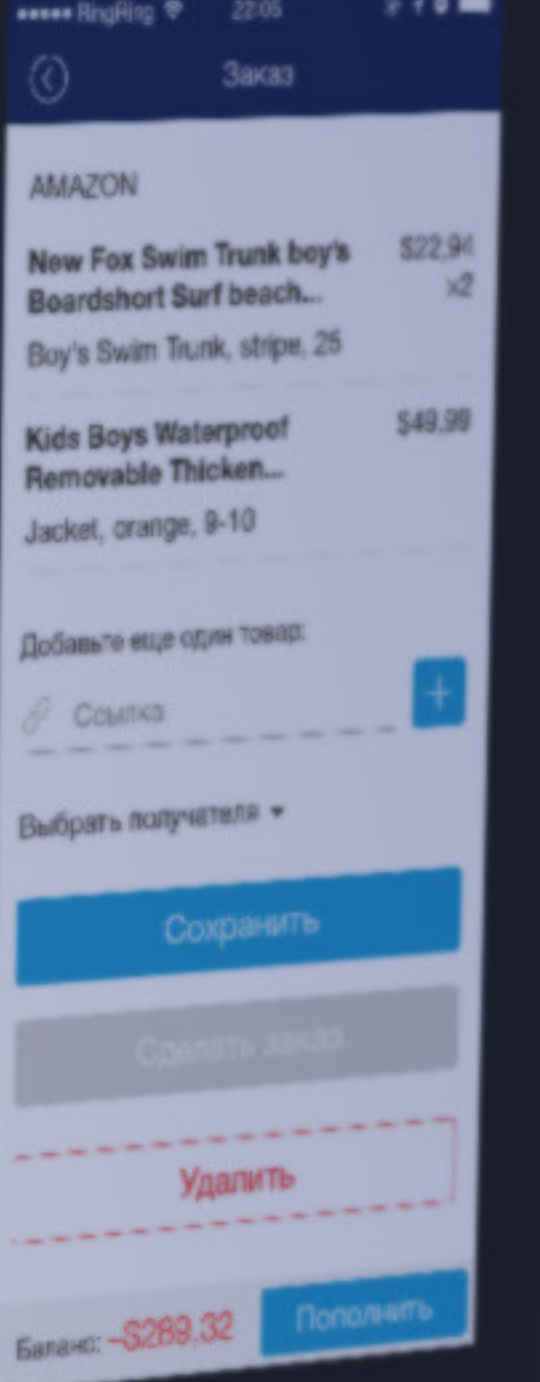 RingRing 22:05
Заказ
AMAZON
New Fox Swim Trunk boy's $22,94
Boardshort Surf beach... x2
Boy's Swim Trunk, stripe, 25
Kids Boys Waterproof $49,99
Removable Thicken...
Jacket, orange, 9-10
Добавьте еще один товар:
Ссылка
+
Выбрать получателя
Сохранить
Сделать заказ
Удалить
Баланс: -$289,32 Пополнить